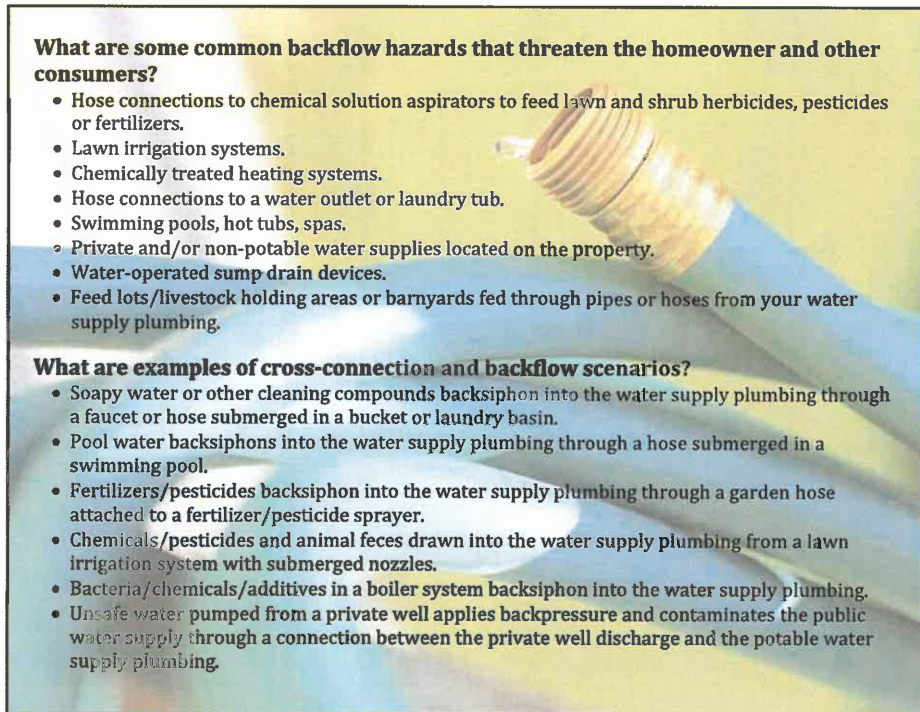 What are some common backflow hazards that threaten the homeowner and other
consumers?
• Hose connections to chemical solution aspirators to feed lawn and shrub herbicides, pesticides
or fertilizers.
• Lawn irrigation systems.
• Chemically treated heating systems.
• Hose connections to a water outlet or laundry tub.
• Swimming pools, hot tubs, spas.
• Private and/or non-potable water supplies located on the property.
• Water-operated sump drain devices.
• Feed lots/livestock holding areas or barnyards fed through pipes or hoses from your water
supply plumbing.
What are examples of cross-connection and backflow scenarios?
• Soapy water or other cleaning compounds backsiphon into the water supply plumbing through
a faucet or hose submerged in a bucket or laundry basin.
• Pool water backsiphons into the water supply plumbing through a hose submerged in a
swimming pool.
• Fertilizers/pesticides backsiphon into the water supply plumbing through a garden hose
attached to a fertilizer/pesticide sprayer.
• Chemicals/pesticides and animal feces drawn into the water supply plumbing from a lawn
irrigation system with submerged nozzles.
• Bacteria/chemicals/additives in a boiler system backsiphon into the water supply plumbing.
• Unsafe water pumped from a private well applies backpressure and contaminates the public
water supply through a connection between the private well discharge and the potable water
supply plumbing.